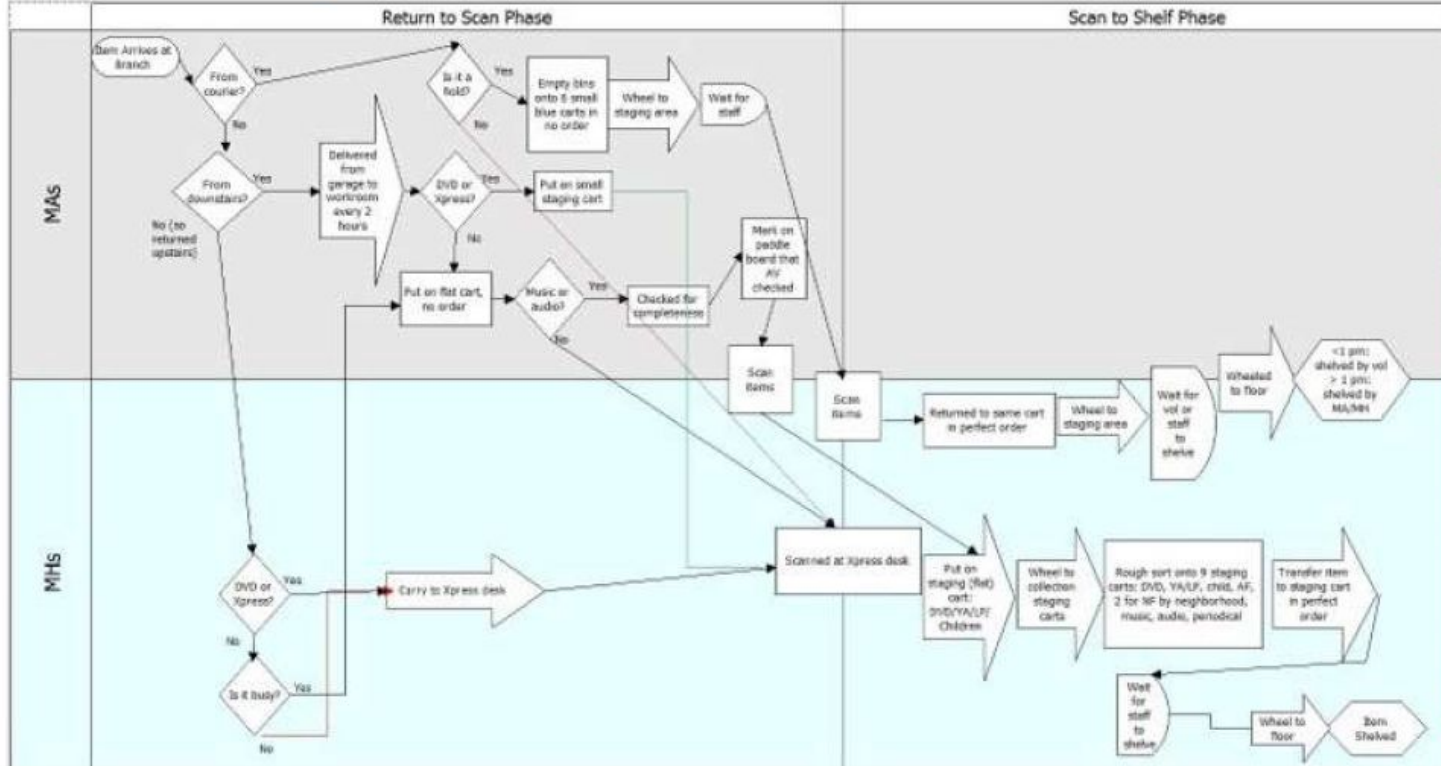 Return to Scan Phase
Scan to Shelf Phase
MAs
Item Arrives at
Branch
From
courier?
Yes
No
Is it a
hold?
Yes
No
Empty bins
onto 6 small
blue carts in
no order
Wheel to
staging area
Wait for
staff
From
downstairs?
Yes
No (so
returned
upstairs)
Delivered
from
garage to
workroom
every 2
hours
DVD or
Xpress?
Yes
No
Put on small
staging cart
Put on flat cart,
no order
Music or
audio?
Yes
No
Checked for
completeness
Mark on
paddle
board that
AV
checked
Scan
items
Scan
items
Returned to same cart
in perfect order
Wheel to
staging area
Wait for
vol or
staff
to
shelve
Wheeled
to floor
<1 pm:
shelved by vol
> 1 pm:
shelved by
MA/MH
MHs
DVD or
Xpress?
Yes
No
Is it busy?
Yes
No
Carry to Xpress desk
Scanned at Xpress desk
Put on
staging (flat)
cart:
DVD/YA/LP/
Children
Wheel to
collection
staging
carts
Rough sort onto 9 staging
carts: DVD, YA/LP, child, AF,
2 for NF by neighborhood,
music, audio, periodical
Transfer item
to staging cart
in perfect
order
Wait
for
staff
to
shelve
Wheel to
floor
Item
Shelved